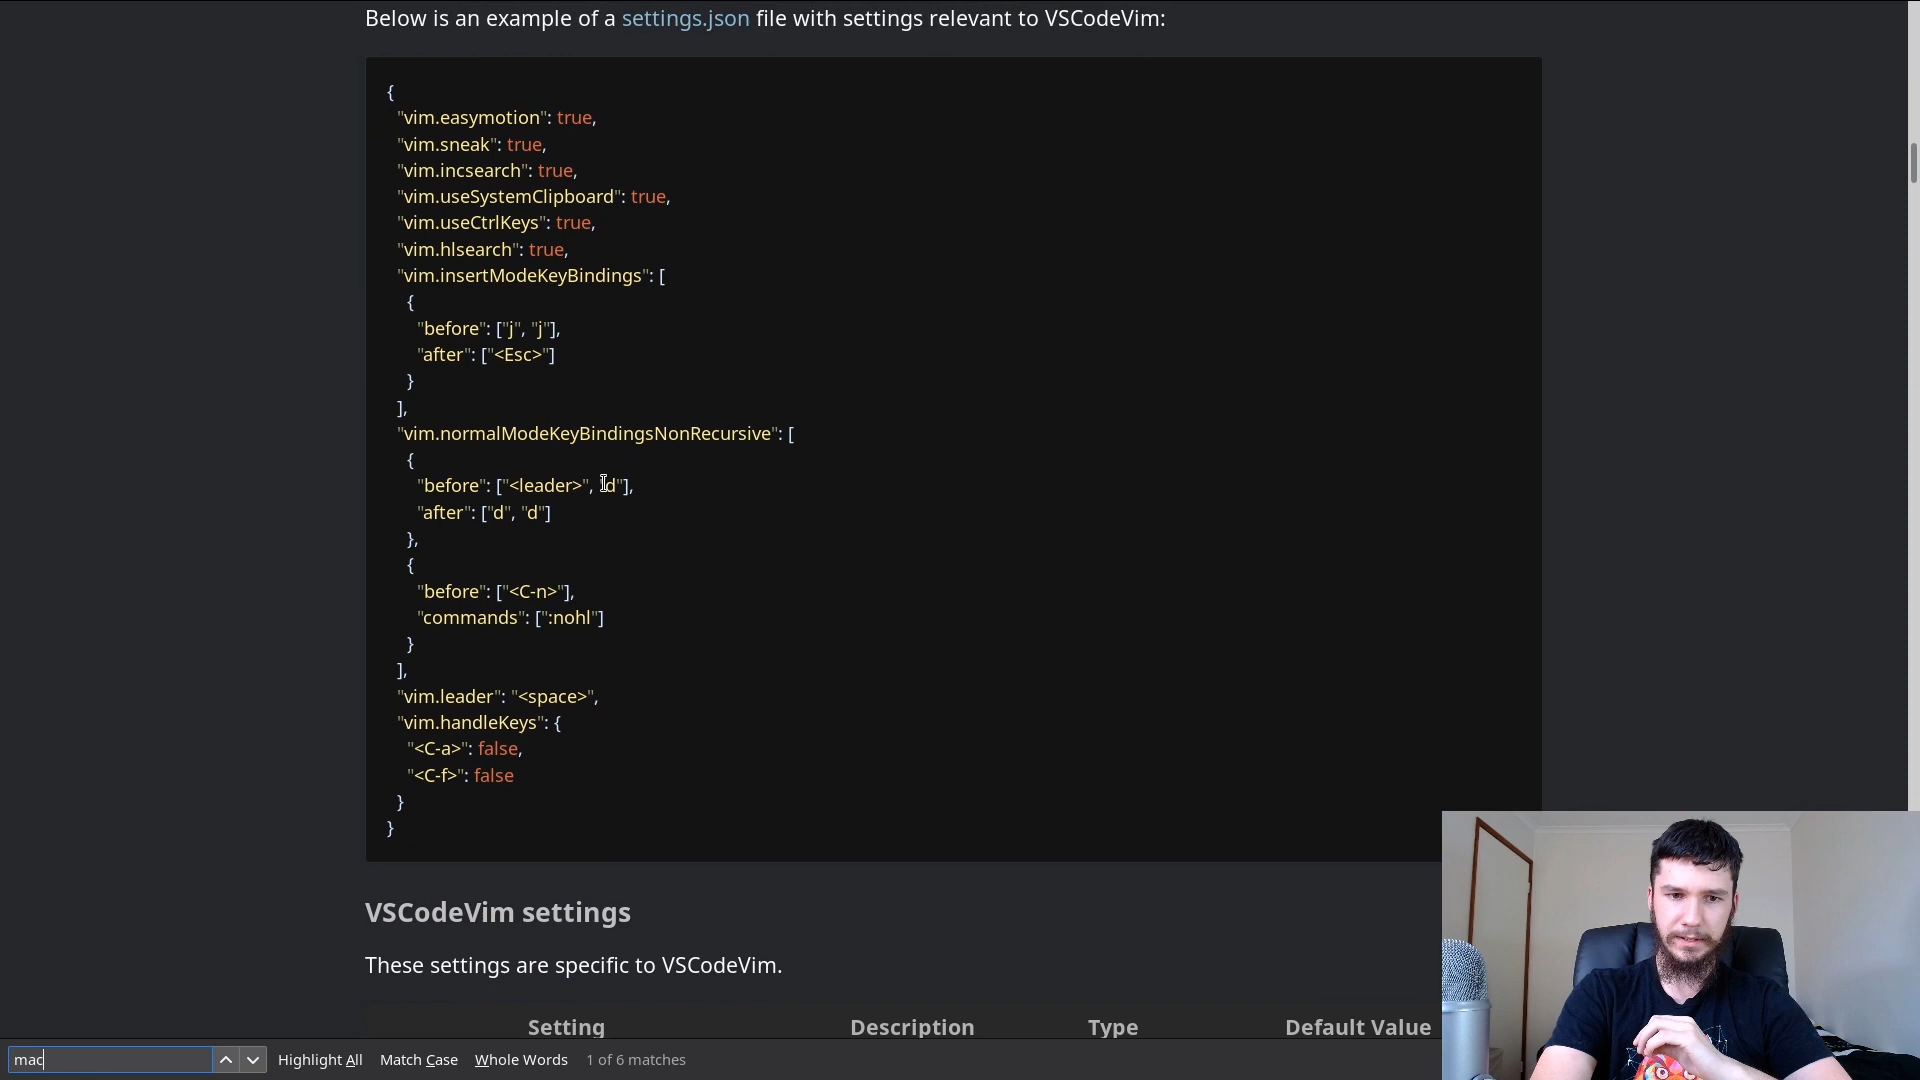 Below is an example of a settings.json file with settings relevant to VSCodeVim:
{
"vim.easymotion": true,
"vim.sneak": true,
"vim.incsearch": true,
"vim.useSystemClipboard": true,
"vim.useCtrlKeys": true,
"vim.hlsearch": true,
"vim.insertModeKeyBindings": [
{
"before": ["j", "j"],
"after": ["<Esc>"]
}
],
"vim.normalModeKeyBindingsNonRecursive": [
{
"before": ["<leader>", "d"],
"after": ["d", "d"]
},
{
"before": ["<C-n>"],
"commands": [":nohl"]
}
],
"vim.leader": "<space>",
"vim.handleKeys": {
"<C-a>": false,
"<C-f>": false
}
}
VSCodeVim settings
These settings are specific to VSCodeVim.
Setting Description Type Default Value
mac Highlight All Match Case Whole Words 1 of 6 matches